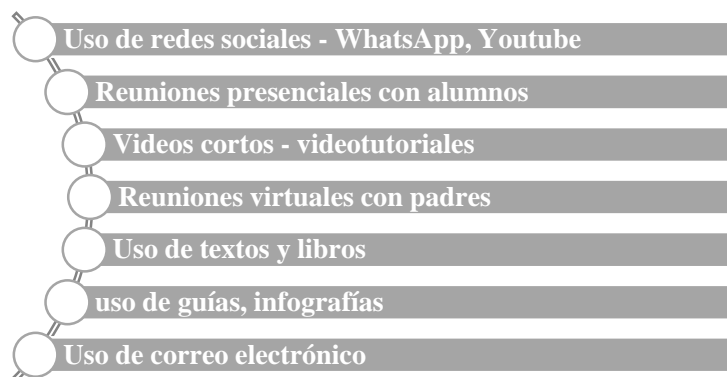 Uso de redes sociales - WhatsApp, Youtube
Reuniones presenciales con alumnos
Videos cortos - videotutoriales
Reuniones virtuales con padres
Uso de textos y libros
uso de guías, infografías
Uso de correo electrónico